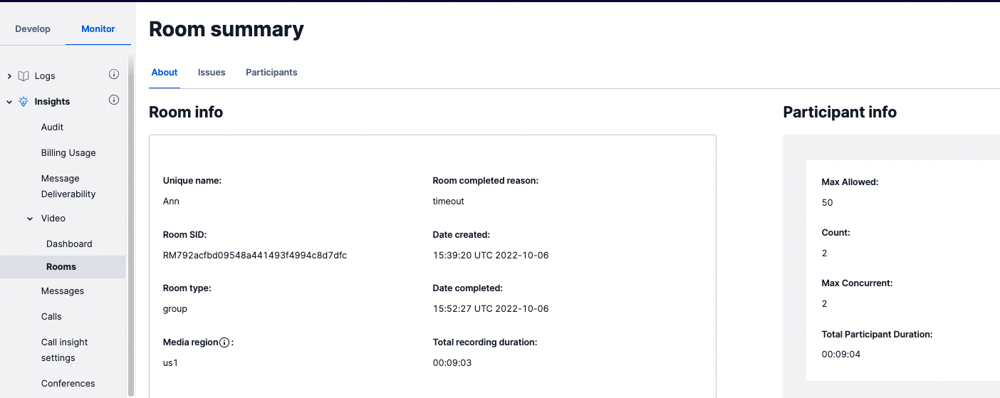 Develop
Monitor
Logs
Insights
Audit
Billing Usage
Message
Deliverability
Video
Dashboard
Rooms
Messages
Calls
Call insight
settings
Conferences
Room summary
About
Issues
Participants
Room info
Unique name:
Ann
Room completed reason:
timeout
Room SID:
RM792acfbd09548a441493f4994c8d7dfc
Date created:
15:39:20 UTC 2022-10-06
Room type:
group
Date completed:
15:52:27 UTC 2022-10-06
Media region:
us1
Total recording duration:
00:09:03
Participant info
Max Allowed:
50
Count:
2
Max Concurrent:
2
Total Participant Duration:
00:09:04